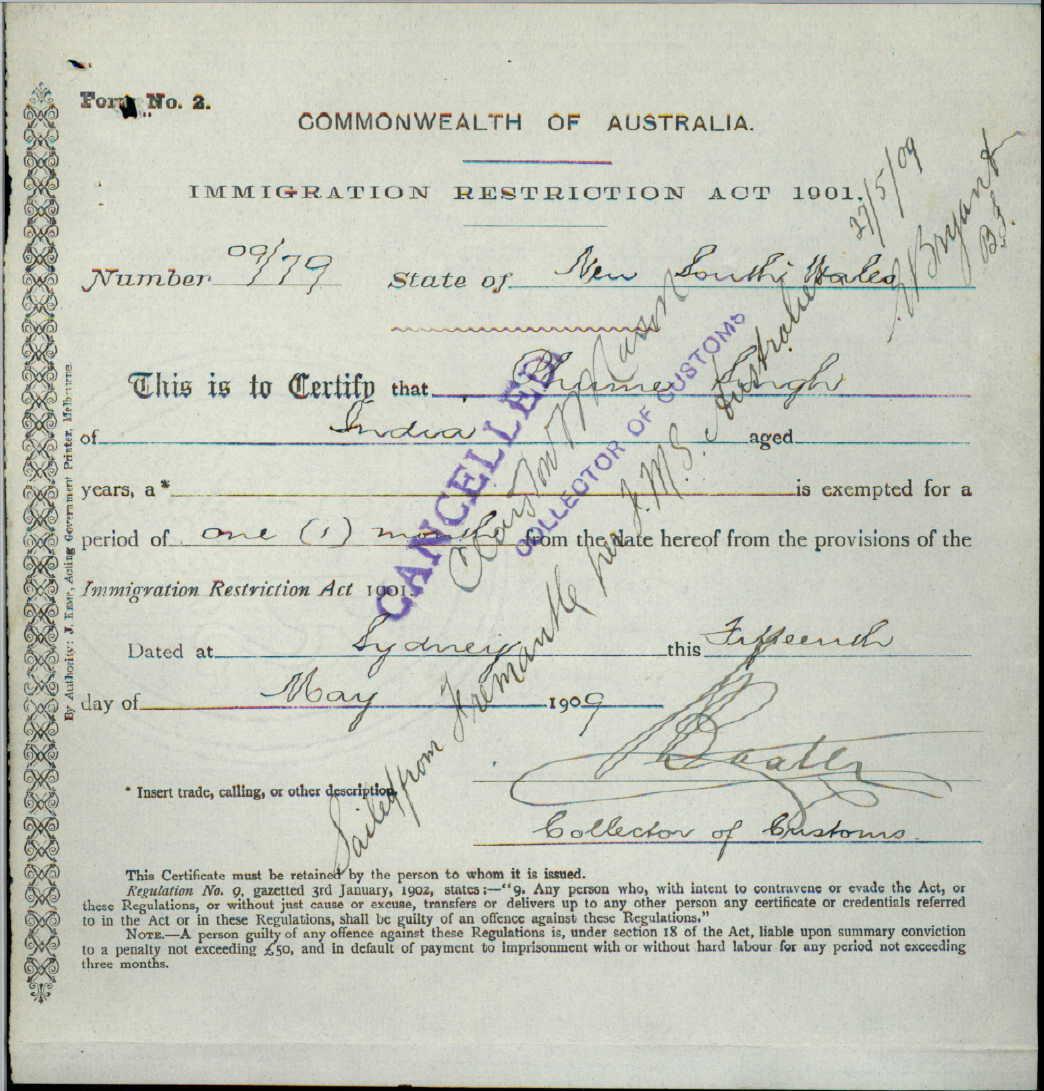 Form No. 2.
COMMONWEALTH OF AUSTRALIA.
IMMIGRATION RESTRICTION ACT 1901.
Number 09/79 State of New South Wales
This is to Certify that Singh
of India aged
years, a* is exempted for a
period of one (1) month from the date hereof from the provisions of the
Immigration Restriction Act 1901.
Dated at Sydney this Fifteenth
day of May 1909
* Insert trade, calling, or other description.
Collector of Customs.
This Certificate must be retained by the person to whom it is issued.
Regulation No. 9, gazetted 3rd January, 1902, states:—"9. Any person who, with intent to contravene or evade the Act, or
these Regulations, or without just cause or excuse, transfers or delivers up to any other person any certificate or credentials referred
to in the Act or in these Regulations, shall be guilty of an offence against these Regulations."
NOTE.—A person guilty of any offence against these Regulations is, under section 18 of the Act, liable upon summary conviction
to a penalty not exceeding £50, and in default of payment to imprisonment with or without hard labour for any period not exceeding
three months.
By Authority: J. KEMP, Acting Government Printer, Melbourne.
CANCELLED
COLLECTOR OF CUSTOMS
Sailed from Fremantle per I.M.S. Australien 27/5/09
Bryant